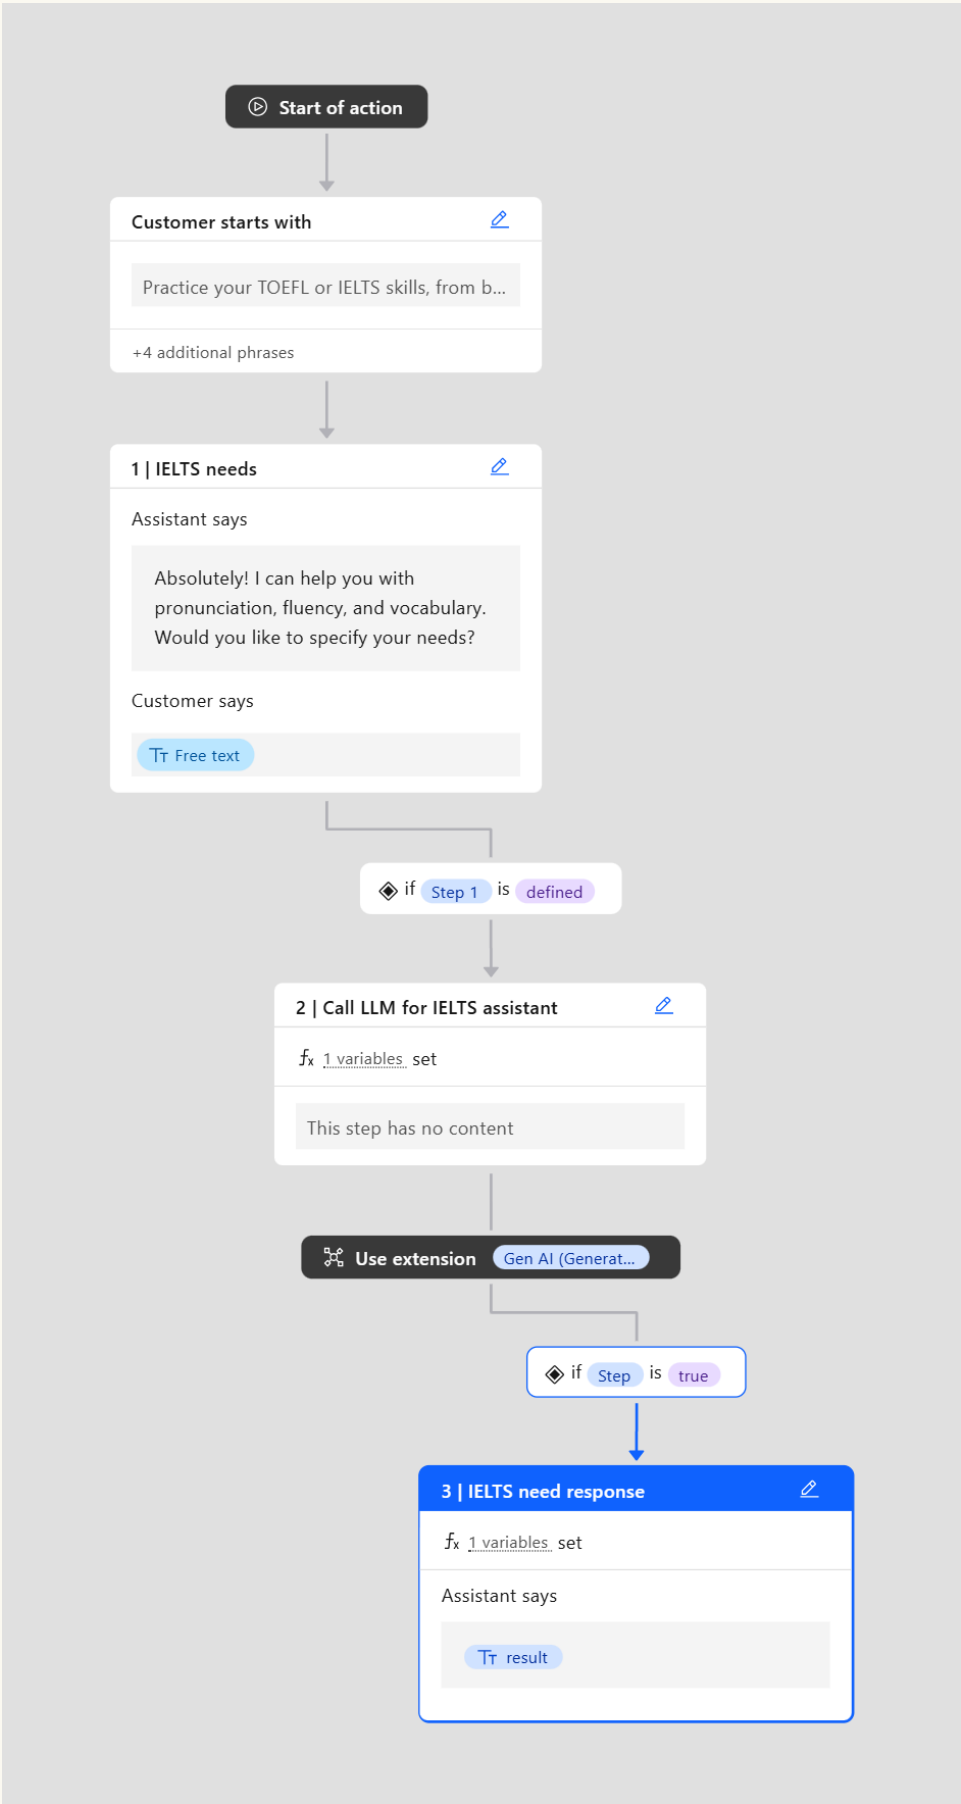 Start of action
Customer starts with
Practice your TOEFL or IELTS skills, from b...
+4 additional phrases
1 | IELTS needs
Assistant says
Absolutely! I can help you with
pronunciation, fluency, and vocabulary.
Would you like to specify your needs?
Customer says
Free text
if Step 1 is defined
2 | Call LLM for IELTS assistant
fx 1 variables set
This step has no content
Use extension Gen AI (Generat...
if Step is true
3 | IELTS need response
fx 1 variables set
Assistant says
result